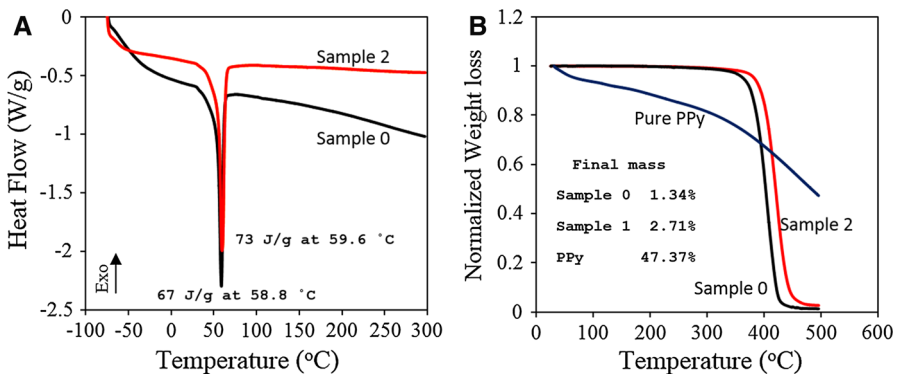 A
0
-0.5
-1
-1.5
-2
-2.5
Heat Flow (W/g)
Sample 2
Sample 0
73 J/g at 59.6 ˚C
67 J/g at 58.8 ˚C
Exo
-100 -50 0 50 100 150 200 250 300
Temperature (ºC)
B
1.2
1
0.8
0.6
0.4
0.2
0
Normalized Weight loss
Pure PPy
Final mass
Sample 0 1.34%
Sample 1 2.71%
PPy 47.37%
Sample 2
Sample 0
0 100 200 300 400 500 600
Temperature (ºC)